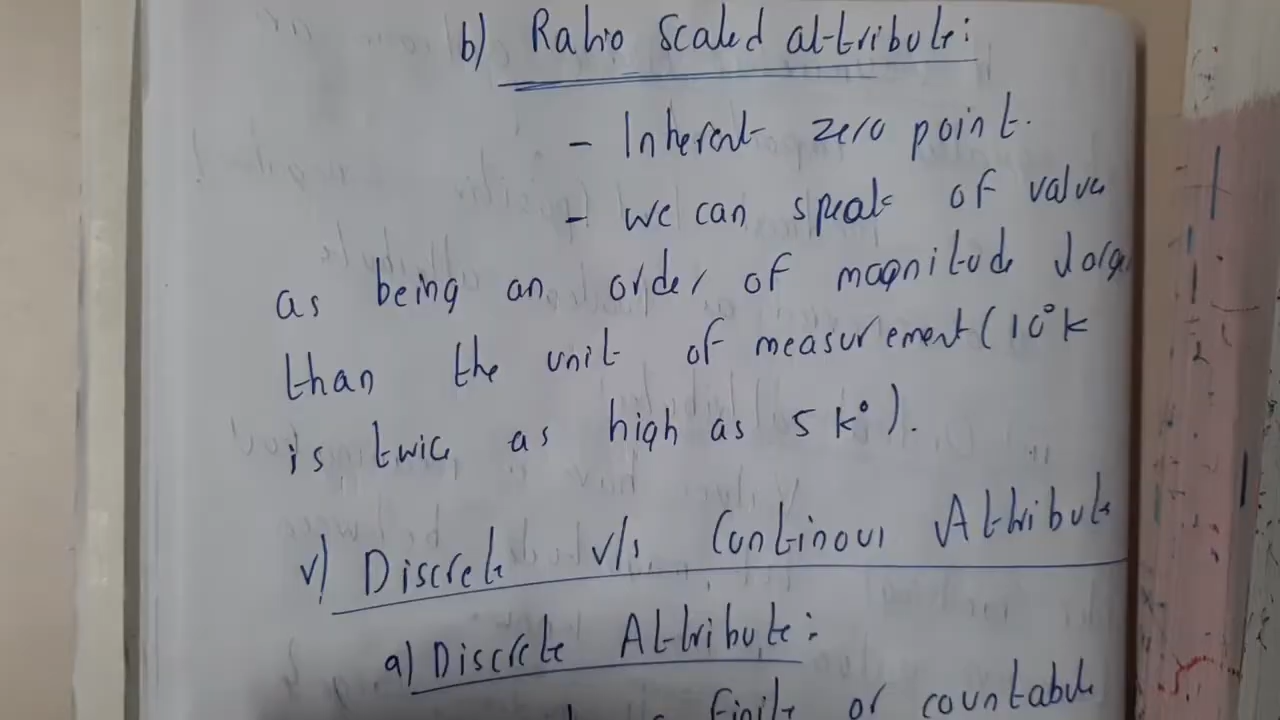 b) Ratio Scaled attribute:
- Inherent zero point.
- we can speak of value
as being an order of magnitude large
than the unit of measurement (10°k
is twice as high as 5 k°).
v) Discrete v/s Continous Attribute
a) Discrete Attribute:
finite or countable